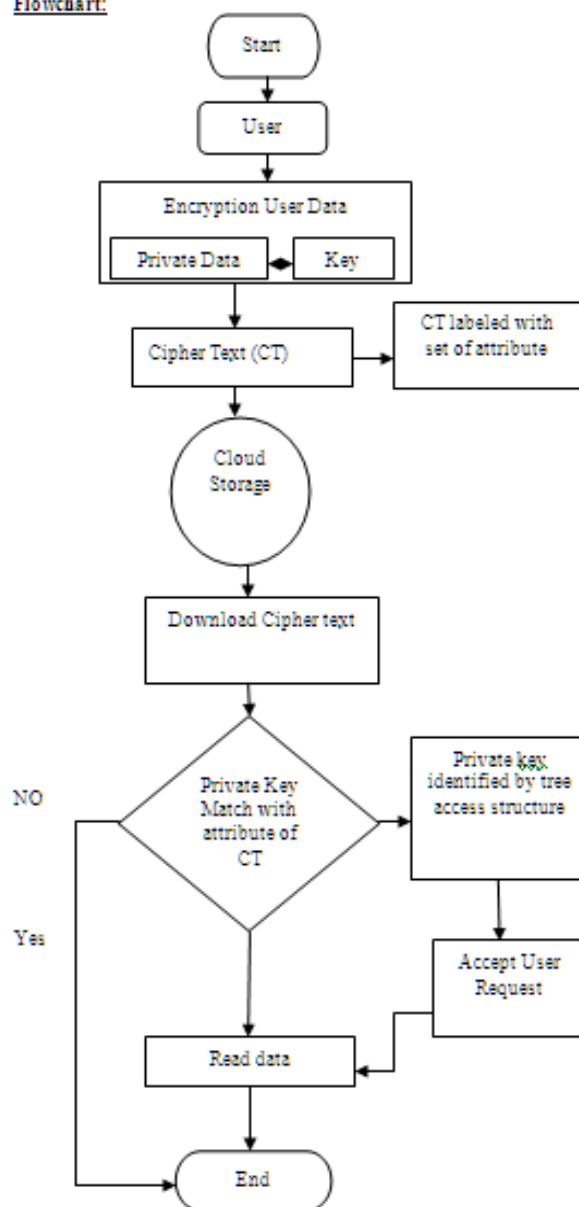 Flowchart:
Start
User
Encryption User Data
Private Data
Key
Cipher Text (CT)
CT labeled with
set of attribute
Cloud
Storage
Download Cipher text
Private Key
Match with
attribute of
CT
Private key
identified by tree
access structure
NO
Yes
Accept User
Request
Read data
End